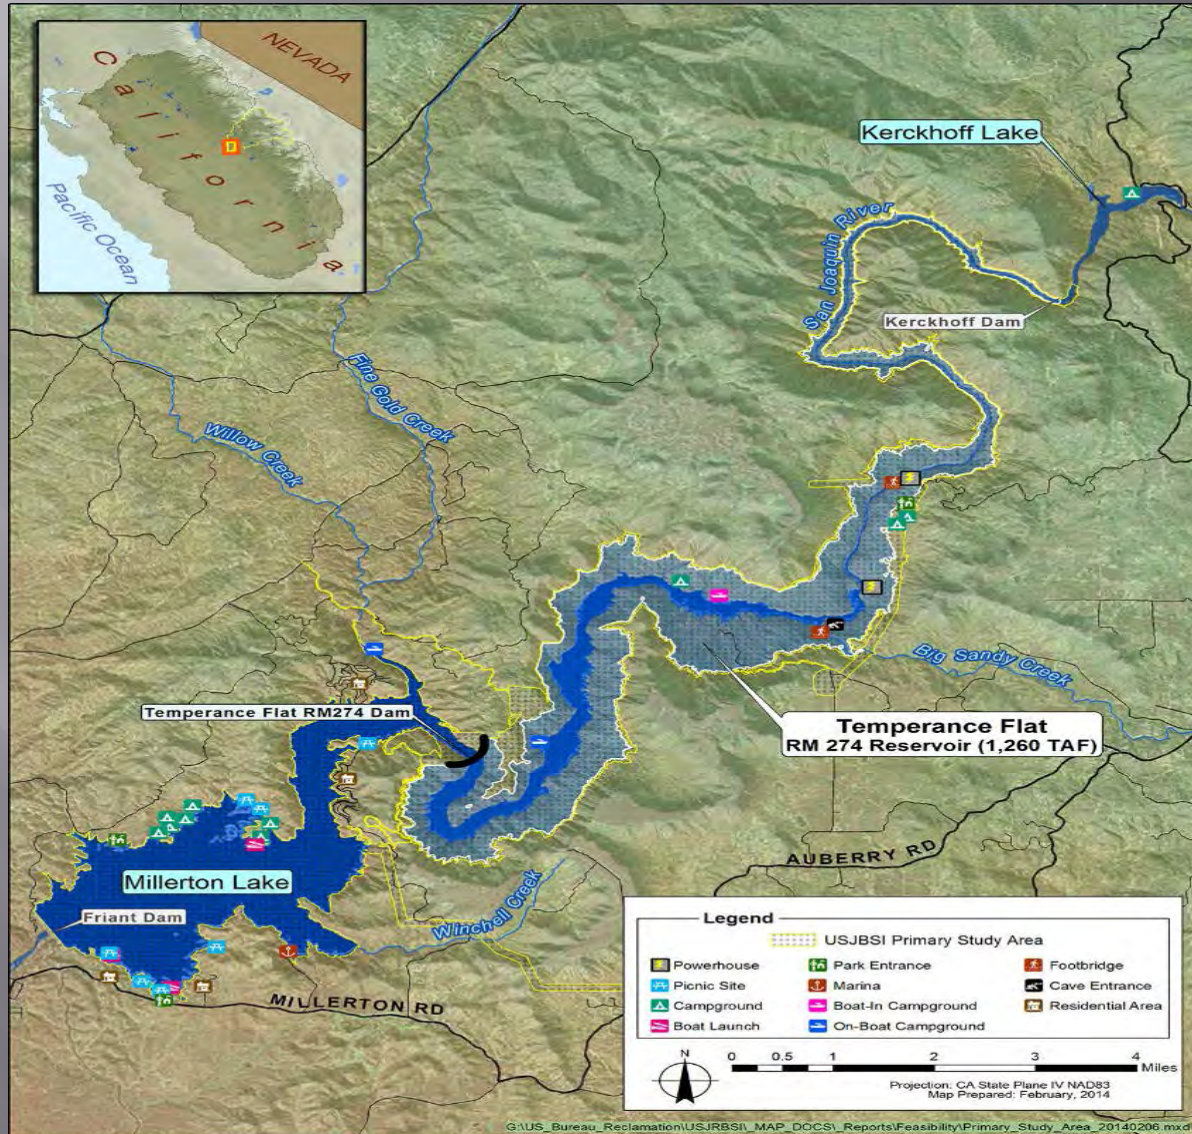 NEVADA
California
Pacific Ocean
Kerckhoff Lake
San Joaquin River
Kerckhoff Dam
Fine Gold Creek
Willow Creek
Big Sandy Creek
Temperance Flat RM274 Dam
Temperance Flat
RM 274 Reservoir (1,260 TAF)
AUBERRY RD
Millerton Lake
Winchell Creek
Friant Dam
MILLERTON RD
Legend
USJBSI Primary Study Area
Powerhouse
Park Entrance
Footbridge
Picnic Site
Marina
Cave Entrance
Campground
Boat-In Campground
Residential Area
Boat Launch
On-Boat Campground
N
0 0.5 1 2 3 4
Miles
Projection: CA State Plane IV NAD83
Map Prepared: February, 2014
G:\US_Bureau_Reclamation\USJRBSI\_MAP_DOCS\_Reports\Feasibility\Primary_Study_Area_20140206.mxd